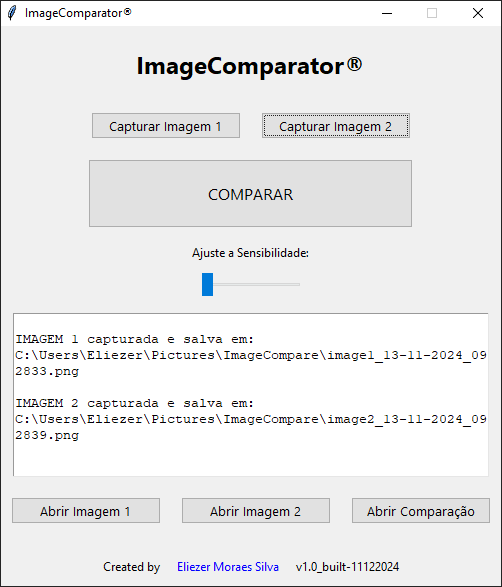 ImageComparator®
ImageComparator®
Capturar Imagem 1 Capturar Imagem 2
COMPARAR
Ajuste a Sensibilidade:
IMAGEM 1 capturada e salva em:
C:\Users\Eliezer\Pictures\ImageCompare\image1_13-11-2024_09
2833.png
IMAGEM 2 capturada e salva em:
C:\Users\Eliezer\Pictures\ImageCompare\image2_13-11-2024_09
2839.png
Abrir Imagem 1 Abrir Imagem 2 Abrir Comparação
Created by Eliezer Moraes Silva v1.0_built-11122024